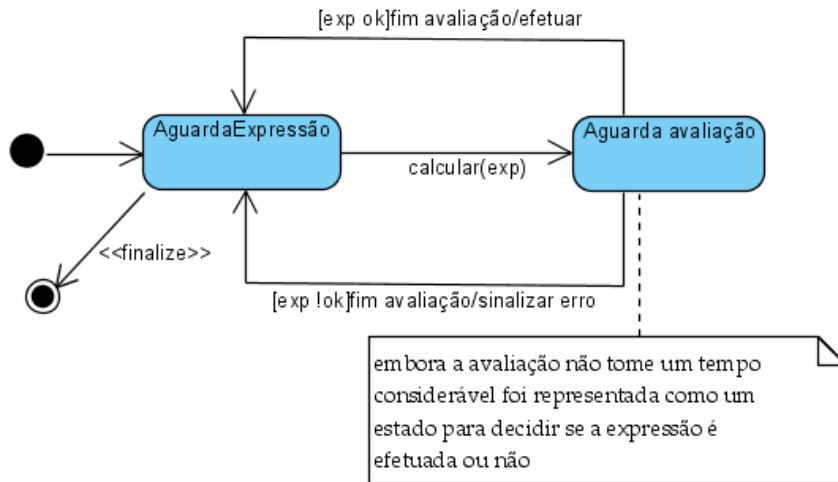 [exp ok]fim avaliação/efetuar
AguardaExpressão
Aguarda avaliação
calcular(exp)
<<finalize>>
[exp !ok]fim avaliação/sinalizar erro
embora a avaliação não tome um tempo
considerável foi representada como um
estado para decidir se a expressão é
efetuada ou não